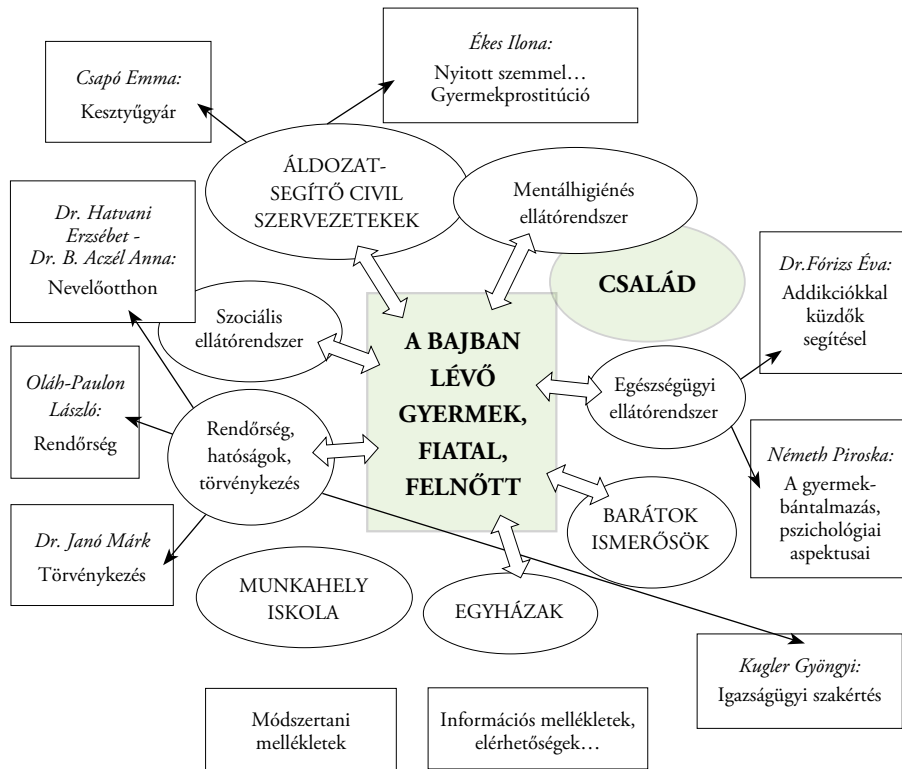 Csapó Emma:
Kesztyűgyár
Ékes Ilona:
Nyitott szemmel…
Gyermekprostitúció
ÁLDOZAT-
SEGÍTŐ CIVIL
SZERVEZETEKEK
Mentálhigiénés
ellátórendszer
Dr. Hatvani
Erzsébet -
Dr. B. Aczél Anna:
Nevelőotthon
CSALÁD
Dr.Fórizs Éva:
Addikciókkal
küzdők
segítésel
Szociális
ellátórendszer
A BAJBAN
LÉVŐ
GYERMEK,
FIATAL,
FELNŐTT
Egészségügyi
ellátórendszer
Oláh-Paulon
László:
Rendőrség
Rendőrség,
hatóságok,
törvénykezés
Németh Piroska:
A gyermek-
bántalmazás,
pszichológiai
aspektusai
BARÁTOK
ISMERŐSÖK
Dr. Janó Márk
Törvénykezés
MUNKAHELY
ISKOLA
EGYHÁZAK
Kugler Gyöngyi:
Igazságügyi szakértés
Módszertani
mellékletek
Információs mellékletek,
elérhetőségek…